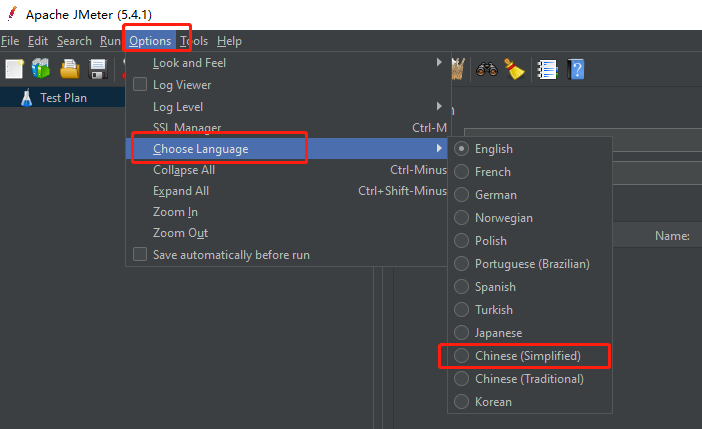 Apache JMeter (5.4.1)
File Edit Search Run Options Tools Help
Look and Feel
Test Plan
Log Viewer
Log Level
SSL Manager Ctrl-M
Choose Language
Collapse All Ctrl-Minus
Expand All Ctrl+Shift-Minus
Zoom In
Zoom Out
Save automatically before run
English
French
German
Norwegian
Polish
Portuguese (Brazilian)
Spanish
Turkish
Japanese
Chinese (Simplified)
Chinese (Traditional)
Korean
Name: